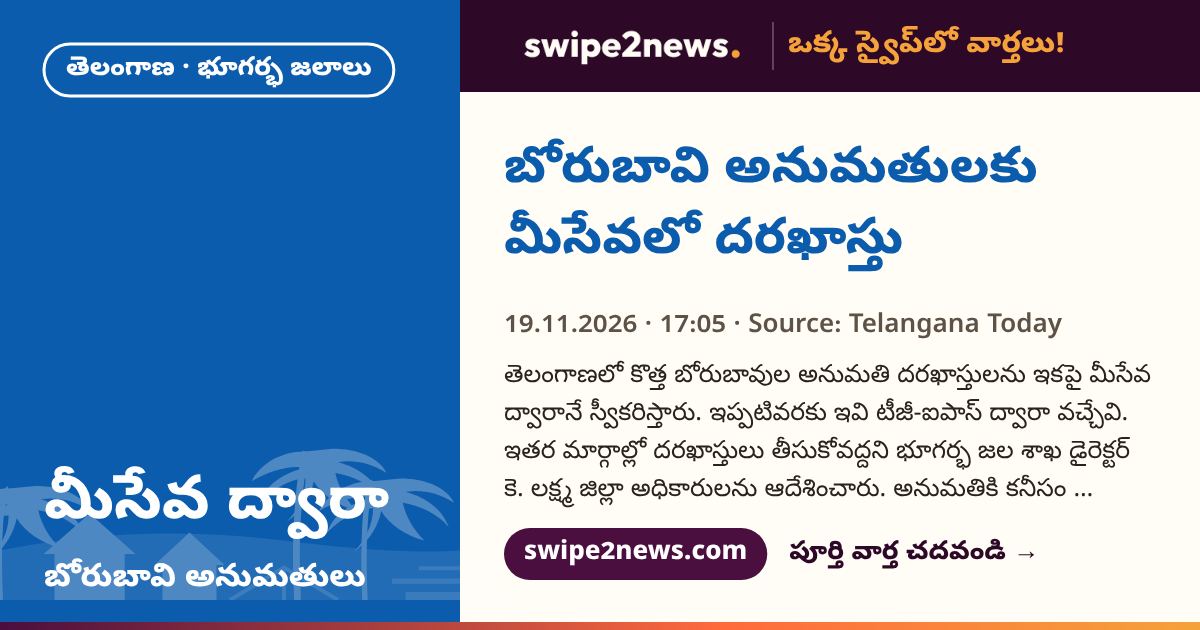 తెలంగాణ · భూగర్భ జలాలు
మీసేవ ద్వారా
బోరుబావి అనుమతులు
swipe2news.
ఒక్క స్వైప్‌లో వార్తలు!
బోరుబావి అనుమతులకు
మీసేవలో దరఖాస్తు
19.11.2026 · 17:05 · Source: Telangana Today
తెలంగాణలో కొత్త బోరుబావుల అనుమతి దరఖాస్తులను ఇకపై మీసేవ
ద్వారానే స్వీకరిస్తారు. ఇప్పటివరకు ఇవి టీజీ-ఐపాస్ ద్వారా వచ్చేవి.
ఇతర మార్గాల్లో దరఖాస్తులు తీసుకోవద్దని భూగర్భ జల శాఖ డైరెక్టర్
కె. లక్ష్మ జిల్లా అధికారులను ఆదేశించారు. అనుమతికి కనీసం ...
swipe2news.com
పూర్తి వార్త చదవండి →